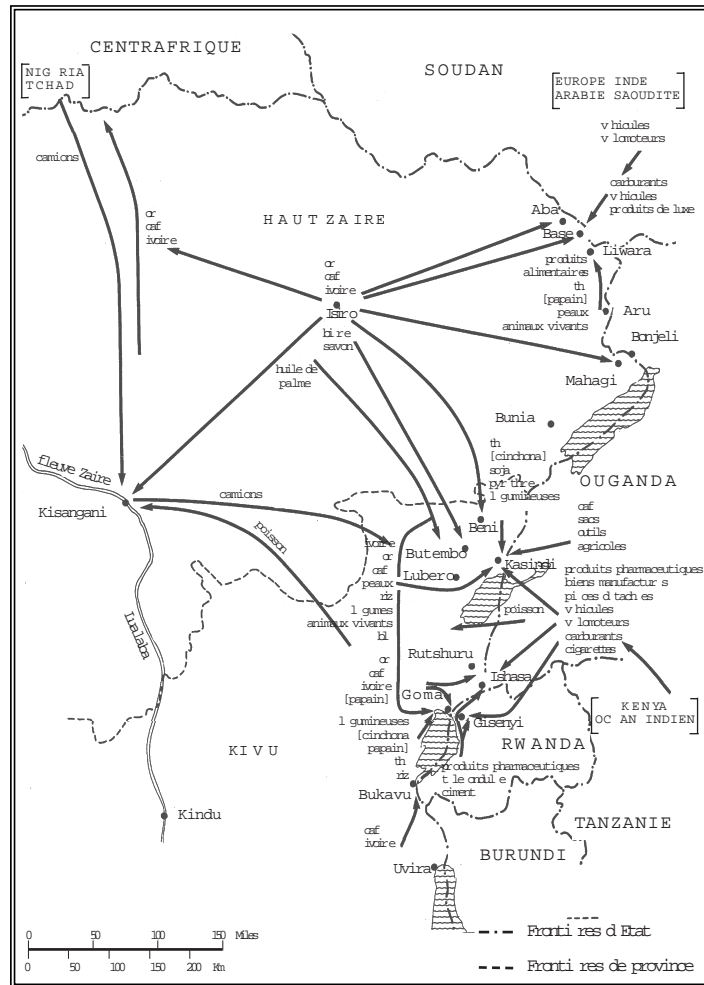 CENTRAFRIQUE
NIG RIA
TCHAD
SOUDAN
EUROPE INDE
ARABIE SAOUDITE
v hicules
v lomoteurs
camions
carburants
v hicules
produits de luxe
or
caf
ivoire
HAUT ZAIRE
Aba
Base
Liwara
or
caf
ivoire
Isiro
produits
alimentaires
th
[papain]
peaux
animaux vivants
Aru
Bonjeli
bi re
savon
huile de
palme
Mahagi
Bunia
th
[cinchona]
soja
pyr thre
l gumineuses
OUGANDA
fleuve Zaire
Kisangani
camions
poisson
Beni
caf
sacs
outils
agricoles
ivoire
or
caf
peaux
riz
l gumes
animaux vivants
bl
Butembo
Lubero
Kasindi
produits pharmaceutiques
biens manufactur s
pi ces d tach es
v hicules
v lomoteurs
carburants
cigarettes
poisson
Lualaba
or
caf
ivoire
[papain]
Rutshuru
Ishasa
Goma
Gisenyi
KENYA
OC AN INDIEN
l gumineuses
[cinchona
papain]
th
riz
KIVU
RWANDA
produits pharmaceutiques
t le ondul e
ciment
Bukavu
Kindu
TANZANIE
caf
ivoire
BURUNDI
Uvira
0 50 100 150 Miles
0 50 100 150 200 Km
Fronti res d Etat
Fronti res de province